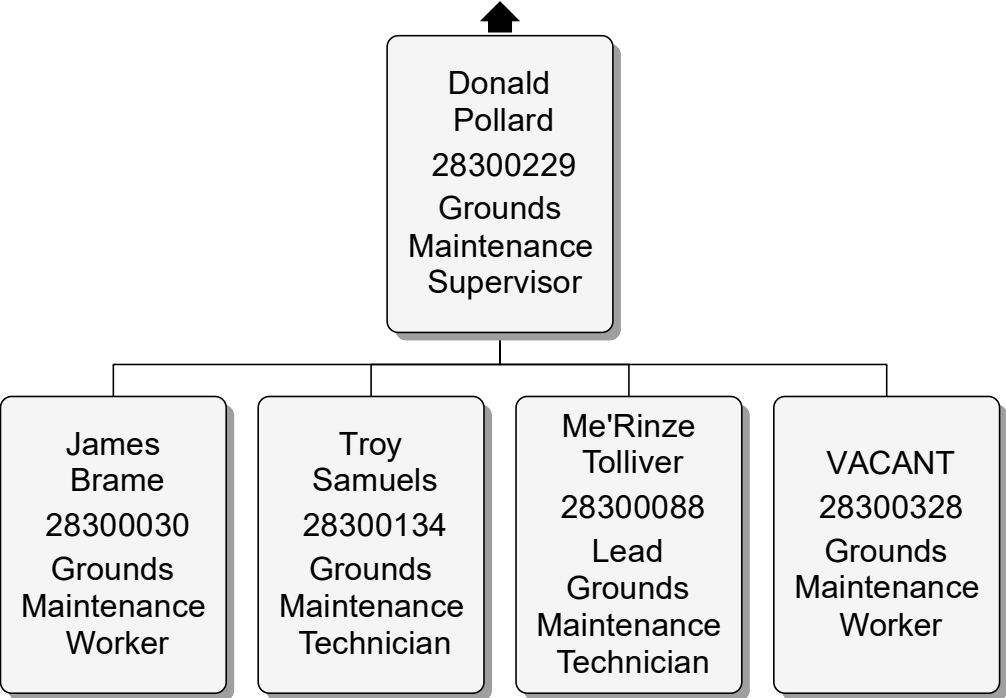 Donald
Pollard
28300229
Grounds
Maintenance
Supervisor
James
Brame
28300030
Grounds
Maintenance
Worker
Troy
Samuels
28300134
Grounds
Maintenance
Technician
Me'Rinze
Tolliver
28300088
Lead
Grounds
Maintenance
Technician
VACANT
28300328
Grounds
Maintenance
Worker